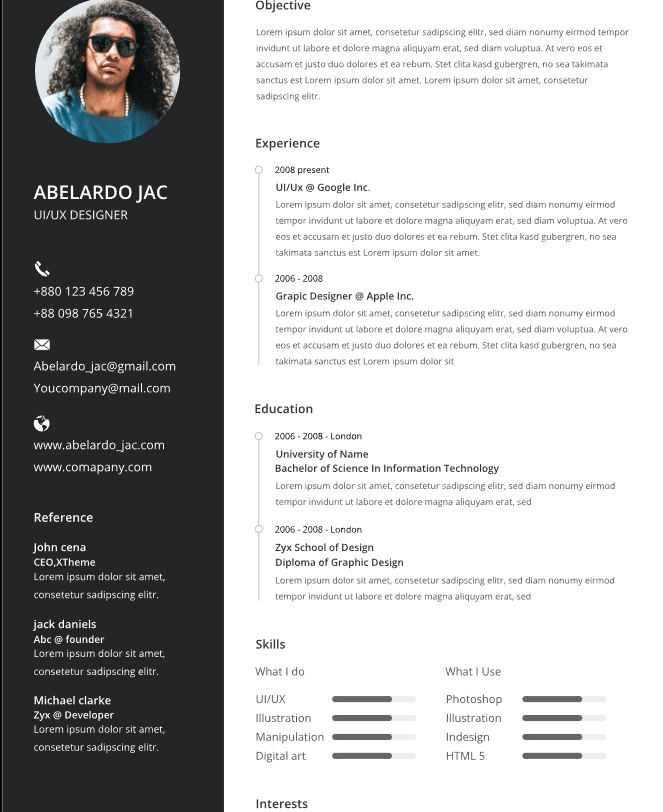 ABELARDO JAC
UI/UX DESIGNER
+880 123 456 789
+88 098 765 4321
Abelardo_jac@gmail.com
Youcompany@mail.com
www.abelardo_jac.com
www.comapany.com
Reference
John cena
CEO,XTheme
Lorem ipsum dolor sit amet,
consetetur sadipscing elitr.
jack daniels
Abc @ founder
Lorem ipsum dolor sit amet,
consetetur sadipscing elitr.
Michael clarke
Zyx @ Developer
Lorem ipsum dolor sit amet,
consetetur sadipscing elitr.
Objective
Lorem ipsum dolor sit amet, consetetur sadipscing elitr, sed diam nonumy eirmod tempor
invidunt ut labore et dolore magna aliquyam erat, sed diam voluptua. At vero eos et
accusam et justo duo dolores et ea rebum. Stet clita kasd gubergren, no sea takimata
sanctus est Lorem ipsum dolor sit amet. Lorem ipsum dolor sit amet, consetetur
sadipscing elitr.
Experience
2008 present
UI/Ux @ Google Inc.
Lorem ipsum dolor sit amet, consetetur sadipscing elitr, sed diam nonumy eirmod
tempor invidunt ut labore et dolore magna aliquyam erat, sed diam voluptua. At vero
eos et accusam et justo duo dolores et ea rebum. Stet clita kasd gubergren, no sea
takimata sanctus est Lorem ipsum dolor sit amet.
2006 - 2008
Grapic Designer @ Apple Inc.
Lorem ipsum dolor sit amet, consetetur sadipscing elitr, sed diam nonumy eirmod
tempor invidunt ut labore et dolore magna aliquyam erat, sed diam voluptua. At vero
eos et accusam et justo duo dolores et ea rebum. Stet clita kasd gubergren, no sea
takimata sanctus est Lorem ipsum dolor sit
Education
2006 - 2008 - London
University of Name
Bachelor of Science In Information Technology
Lorem ipsum dolor sit amet, consetetur sadipscing elitr, sed diam nonumy eirmod
tempor invidunt ut labore et dolore magna aliquyam erat, sed
2006 - 2008 - London
Zyx School of Design
Diploma of Graphic Design
Lorem ipsum dolor sit amet, consetetur sadipscing elitr, sed diam nonumy eirmod
tempor invidunt ut labore et dolore magna aliquyam erat, sed
Skills
What I do
UI/UX
Illustration
Manipulation
Digital art
What I Use
Photoshop
Illustration
Indesign
HTML 5
Interests